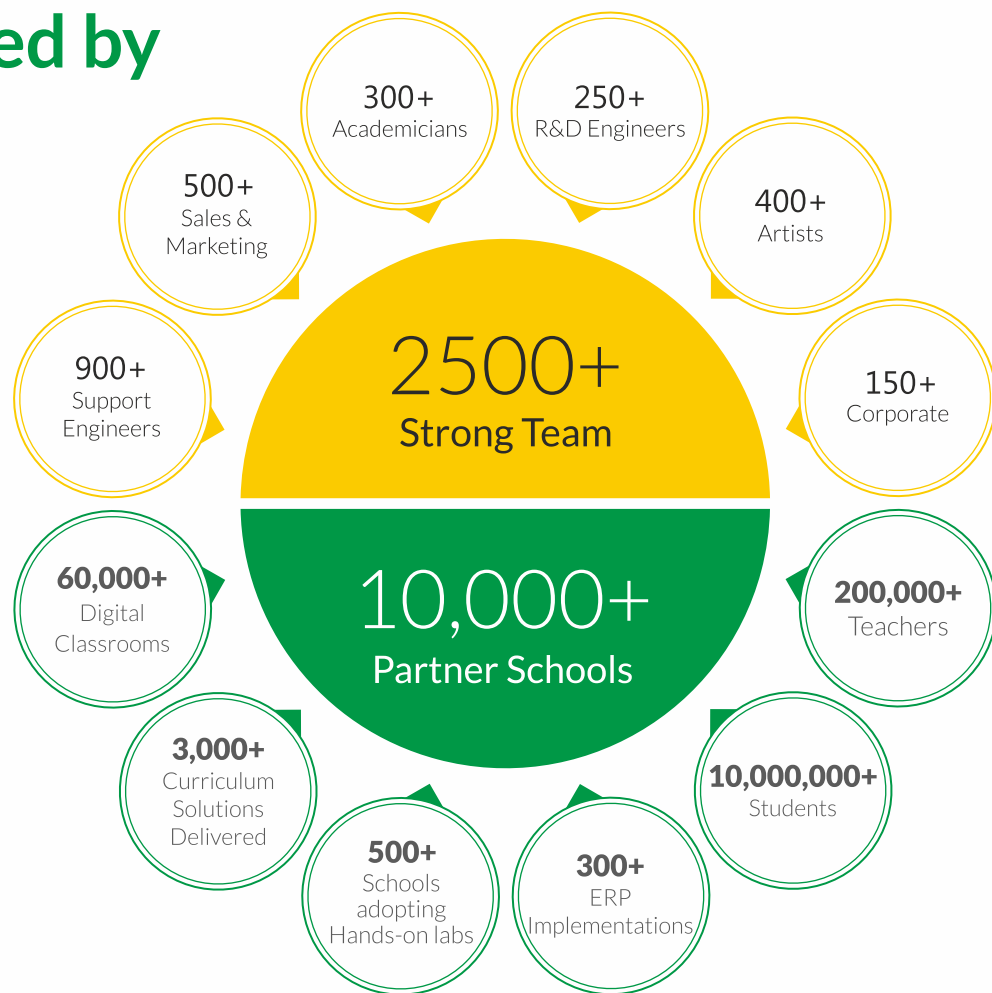 ed by
300+
Academicians
250+
R&D Engineers
500+
Sales &
Marketing
400+
Artists
900+
Support
Engineers
150+
Corporate
2500+
Strong Team
10,000+
Partner Schools
60,000+
Digital
Classrooms
200,000+
Teachers
3,000+
Curriculum
Solutions
Delivered
10,000,000+
Students
500+
Schools
adopting
Hands-on labs
300+
ERP
Implementations